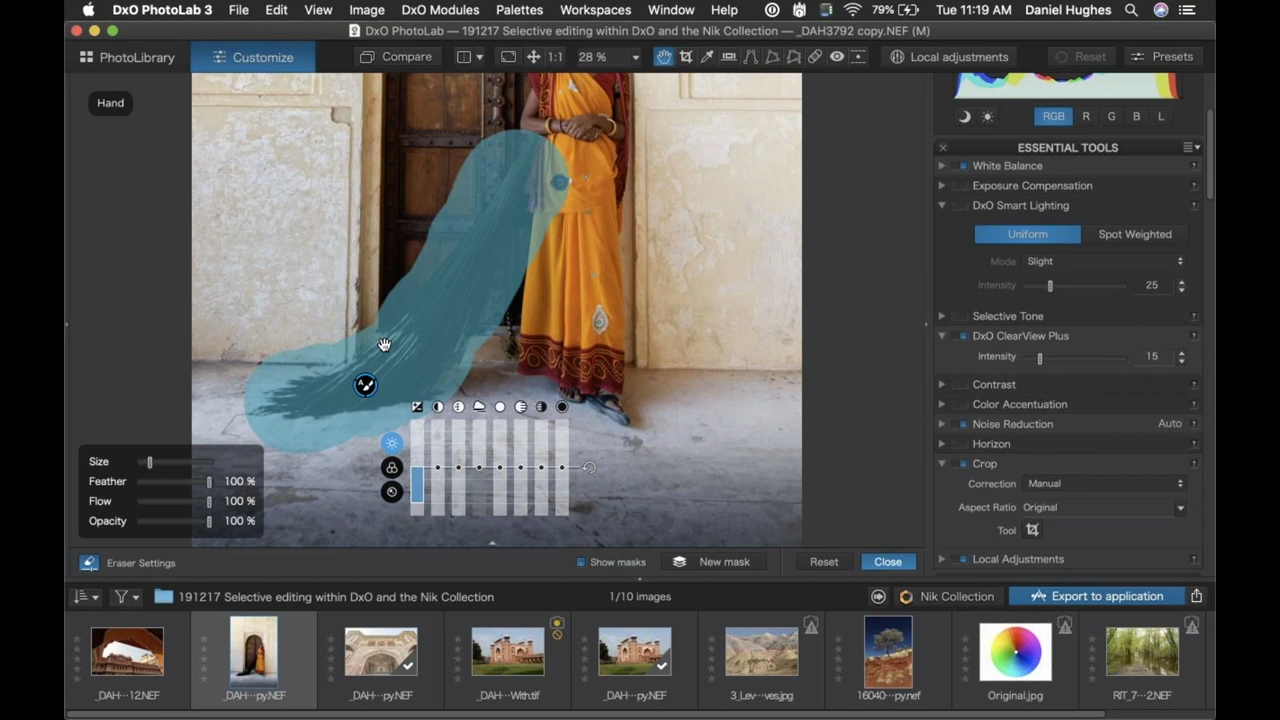 DxO PhotoLab 3 File Edit View Image DxO Modules Palettes Workspaces Window Help 79% Tue 11:19 AM Daniel Hughes
DxO PhotoLab - 191217 Selective editing within DxO and the Nik Collection — _DAH3792 copy.NEF (M)
PhotoLibrary Customize Compare 1:1 28 % Local adjustments Reset Presets
Hand
RGB R G B L
ESSENTIAL TOOLS
White Balance ?
Exposure Compensation ?
DxO Smart Lighting ?
Uniform Spot Weighted
Mode Slight
Intensity 25
Selective Tone ?
DxO ClearView Plus ?
Intensity 15
Contrast ?
Color Accentuation ?
Noise Reduction Auto ?
Horizon ?
Crop ?
Correction Manual
Aspect Ratio Original
Tool
Local Adjustments ?
A
Size
Feather 100 %
Flow 100 %
Opacity 100 %
Eraser Settings Show masks New mask Reset Close
191217 Selective editing within DxO and the Nik Collection 1/10 images Nik Collection Export to application
_DAH···12.NEF _DAH···py.NEF _DAH···py.NEF _DAH···With.tif _DAH···py.NEF 3_Lev···ves.jpg 16040···py.nef Original.jpg RIT_7···2.NEF